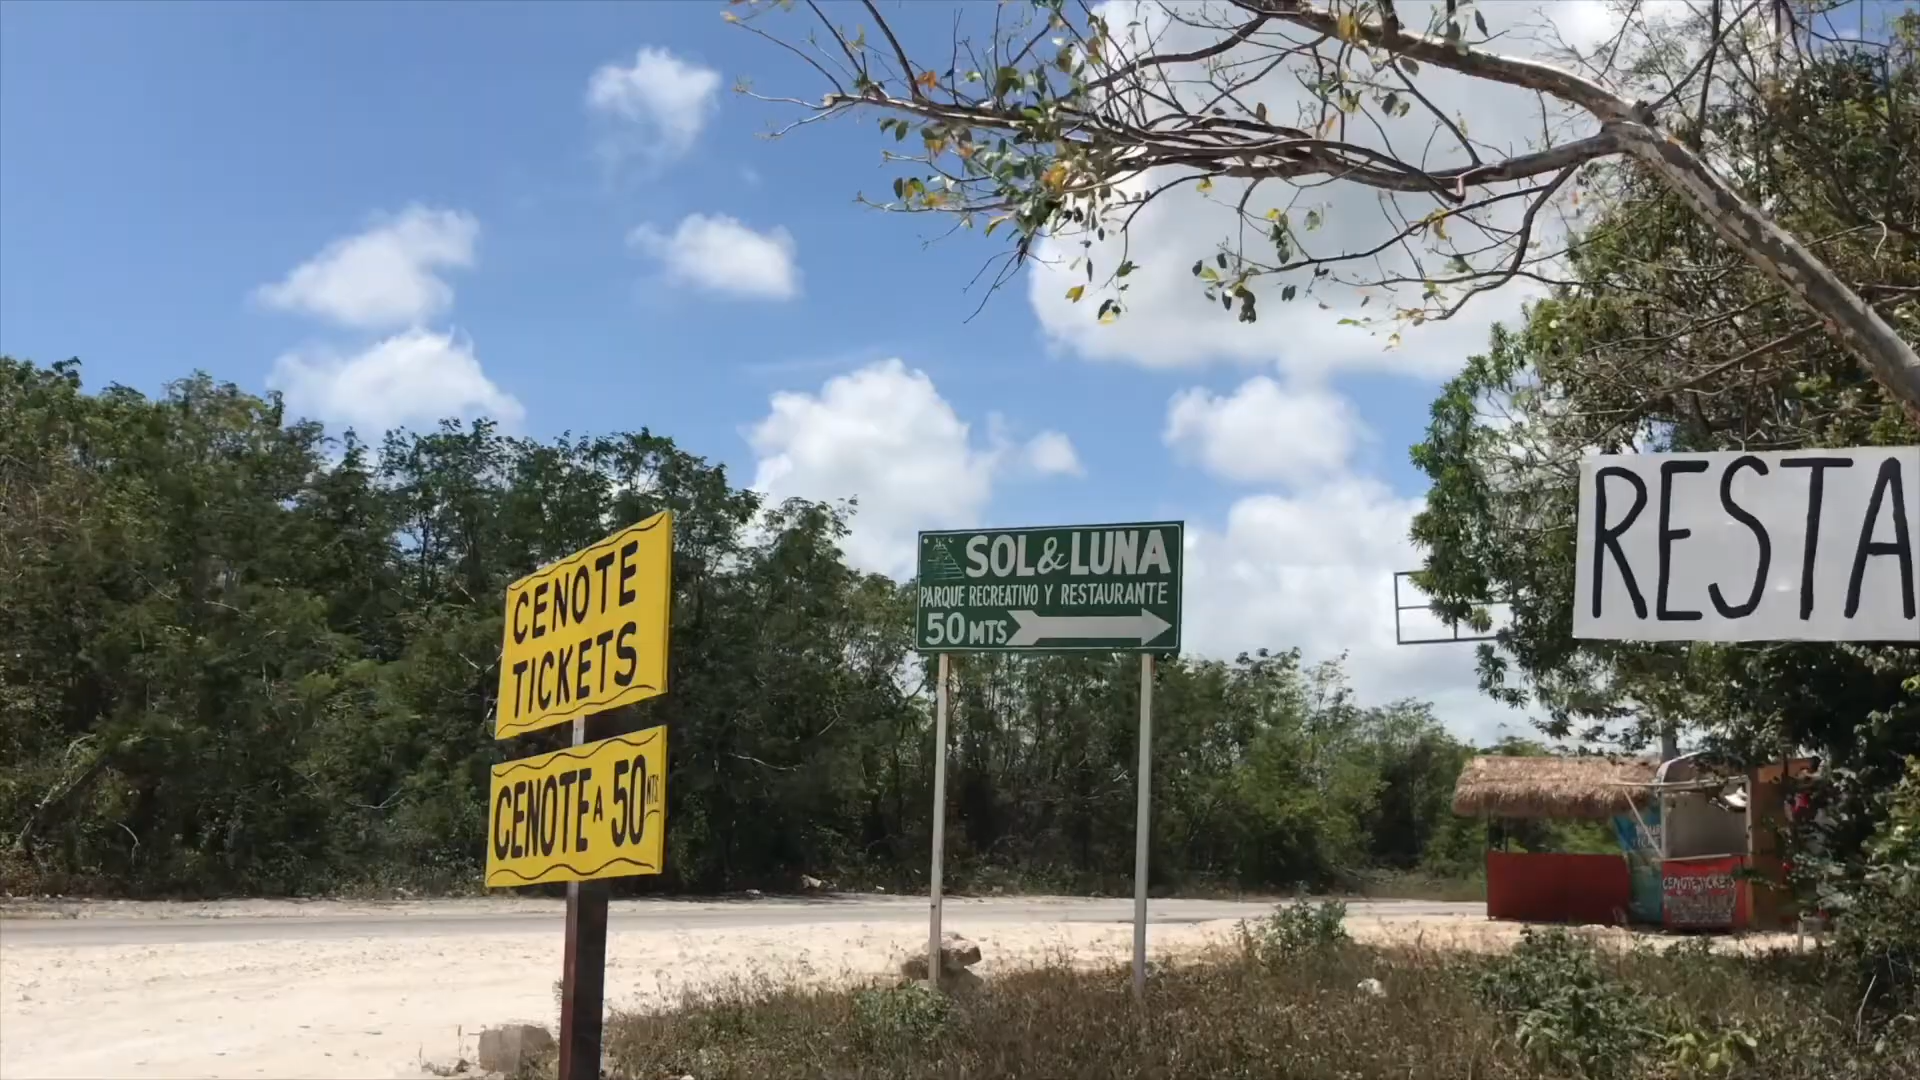 CENOTE
TICKETS
CENOTE A 50 MTS
SOL & LUNA
PARQUE RECREATIVO Y RESTAURANTE
50 MTS
RESTA
CENOTE TICKETS